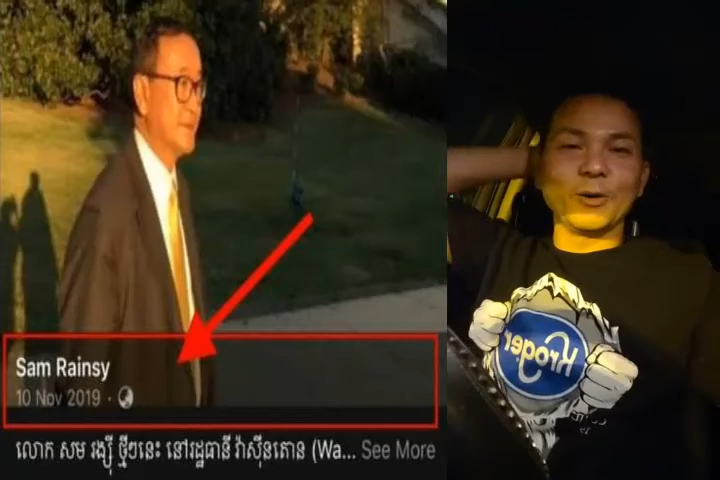 Sam Rainsy
10 Nov 2019 ·
លោក សម រង្ស៊ី ថ្មីៗនេះ នៅរដ្ឋធានី វ៉ាស៊ីនតោន (Wa... See More
Kroger